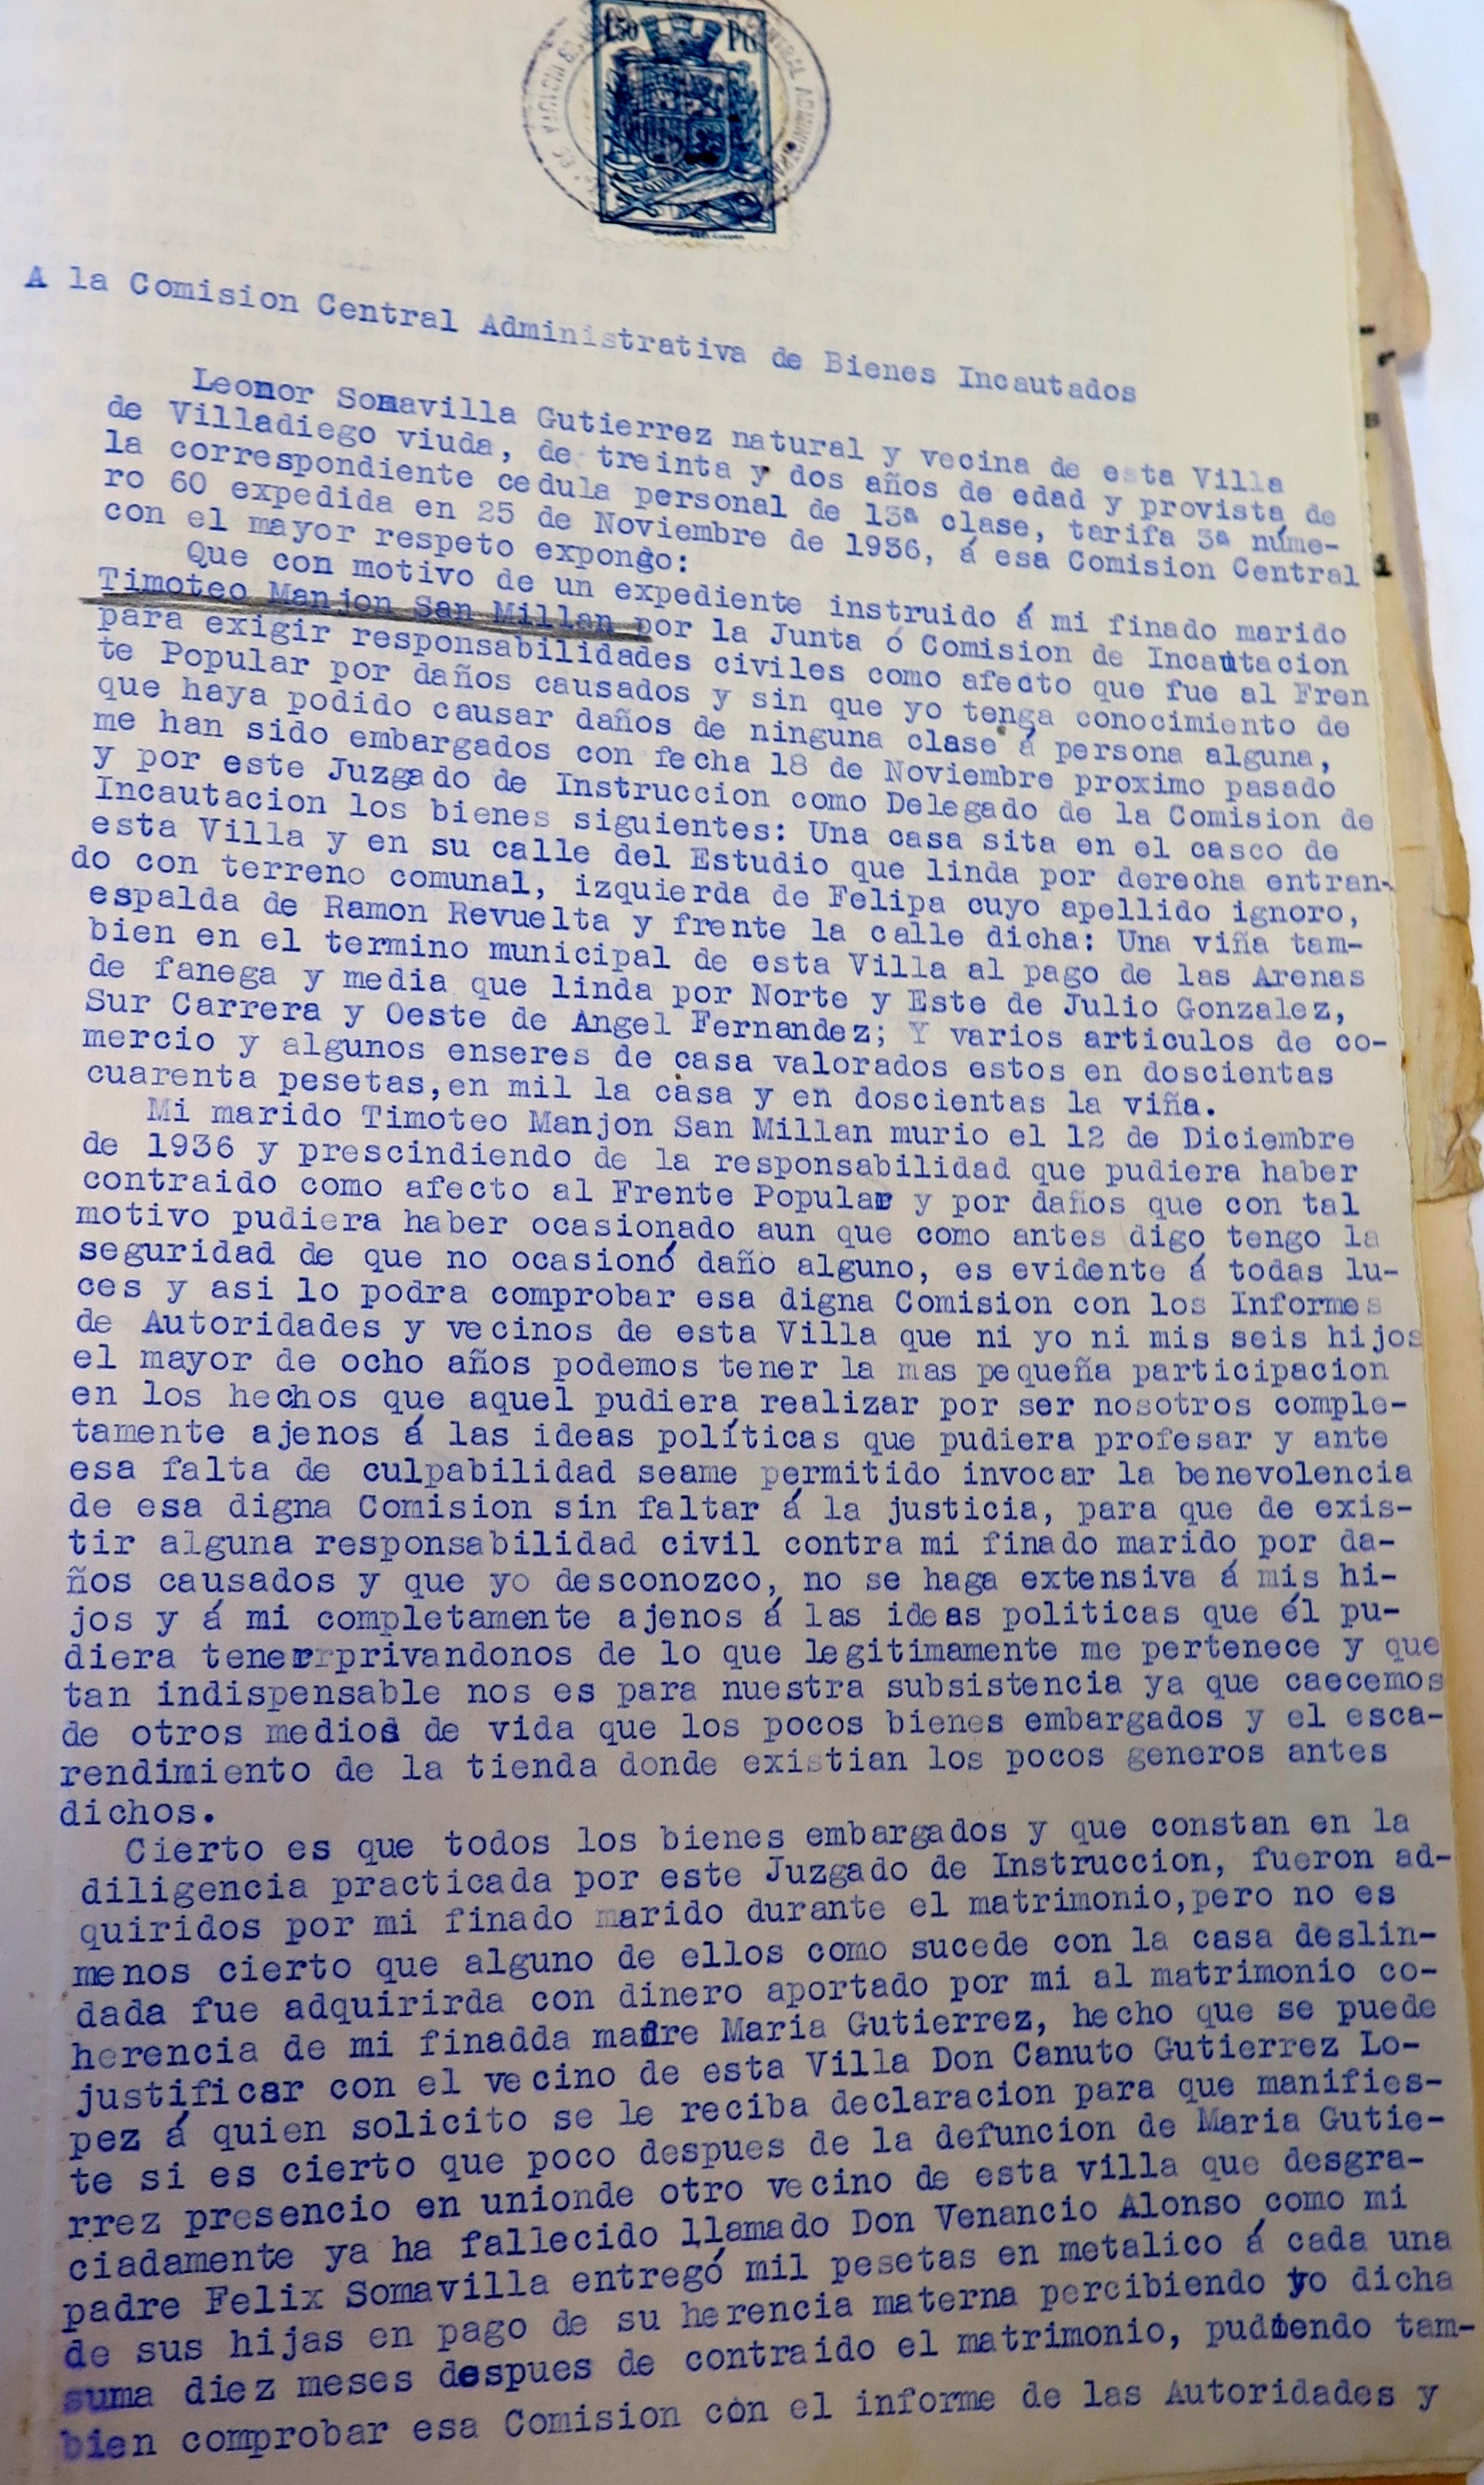 1,50 Pts
A la Comision Central Administrativa de Bienes Incautados
Leonor Somavilla Gutierrez natural y vecina de esta Villa
de Villadiego viuda, de treinta y dos años de edad y provista de
la correspondiente cedula personal de 13ª clase, tarifa 3ª núme-
ro 60 expedida en 25 de Noviembre de 1936, á esa Comision Central
con el mayor respeto expongo:
Que con motivo de un expediente instruido á mi finado marido
Timoteo Manjon San Millan por la Junta ó Comision de Incautacion
para exigir responsabilidades civiles como afecto que fue al Fren
te Popular por daños causados y sin que yo tenga conocimiento de
que haya podido causar daños de ninguna clase á persona alguna,
me han sido embargados con fecha 18 de Noviembre proximo pasado
y por este Juzgado de Instruccion como Delegado de la Comision de
Incautacion los bienes siguientes: Una casa sita en el casco de
esta Villa y en su calle del Estudio que linda por derecha entran-
do con terreno comunal, izquierda de Felipa cuyo apellido ignoro,
espalda de Ramon Revuelta y frente la calle dicha: Una viña tam-
bien en el termino municipal de esta Villa al pago de las Arenas
de fanega y media que linda por Norte y Este de Julio Gonzalez,
Sur Carrera y Oeste de Angel Fernandez; Y varios articulos de co-
mercio y algunos enseres de casa valorados estos en doscientas
cuarenta pesetas,en mil la casa y en doscientas la viña.
Mi marido Timoteo Manjon San Millan murio el 12 de Diciembre
de 1936 y prescindiendo de la responsabilidad que pudiera haber
contraido como afecto al Frente Popular y por daños que con tal
motivo pudiera haber ocasionado aun que como antes digo tengo la
seguridad de que no ocasionó daño alguno, es evidente á todas lu-
ces y asi lo podra comprobar esa digna Comision con los Informes
de Autoridades y vecinos de esta Villa que ni yo ni mis seis hijos
el mayor de ocho años podemos tener la mas pequeña participacion
en los hechos que aquel pudiera realizar por ser nosotros comple-
tamente ajenos á las ideas políticas que pudiera profesar y ante
esa falta de culpabilidad seame permitido invocar la benevolencia
de esa digna Comision sin faltar á la justicia, para que de exis-
tir alguna responsabilidad civil contra mi finado marido por da-
ños causados y que yo desconozco, no se haga extensiva á mis hi-
jos y á mi completamente ajenos á las ideas politicas que él pu-
diera tenerrprivandonos de lo que legitimamente me pertenece y que
tan indispensable nos es para nuestra subsistencia ya que caecemos
de otros medios de vida que los pocos bienes embargados y el esca-
rendimiento de la tienda donde existian los pocos generos antes
dichos.
Cierto es que todos los bienes embargados y que constan en la
diligencia practicada por este Juzgado de Instruccion, fueron ad-
quiridos por mi finado marido durante el matrimonio,pero no es
menos cierto que alguno de ellos como sucede con la casa deslin-
dada fue adquirirda con dinero aportado por mi al matrimonio co-
herencia de mi finadda madre Maria Gutierrez, hecho que se puede
justificar con el vecino de esta Villa Don Canuto Gutierrez Lo-
pez á quien solicito se le reciba declaracion para que manifies-
te si es cierto que poco despues de la defuncion de Maria Gutie-
rrez presencio en unionde otro vecino de esta villa que desgra-
ciadamente ya ha fallecido llamado Don Venancio Alonso como mi
padre Felix Somavilla entregó mil pesetas en metalico á cada una
de sus hijas en pago de su herencia materna percibiendo yo dicha
suma diez meses despues de contraido el matrimonio, pudiendo tam-
bien comprobar esa Comision con el informe de las Autoridades y